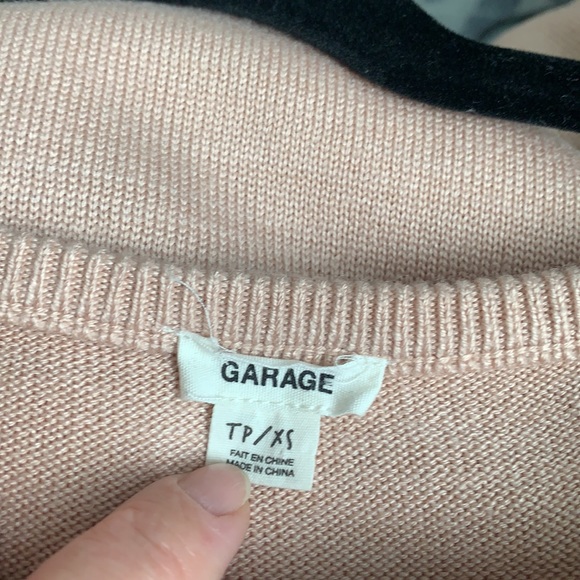 GARAGE
TP/XS
FAIT EN CHINE
MADE IN CHINA